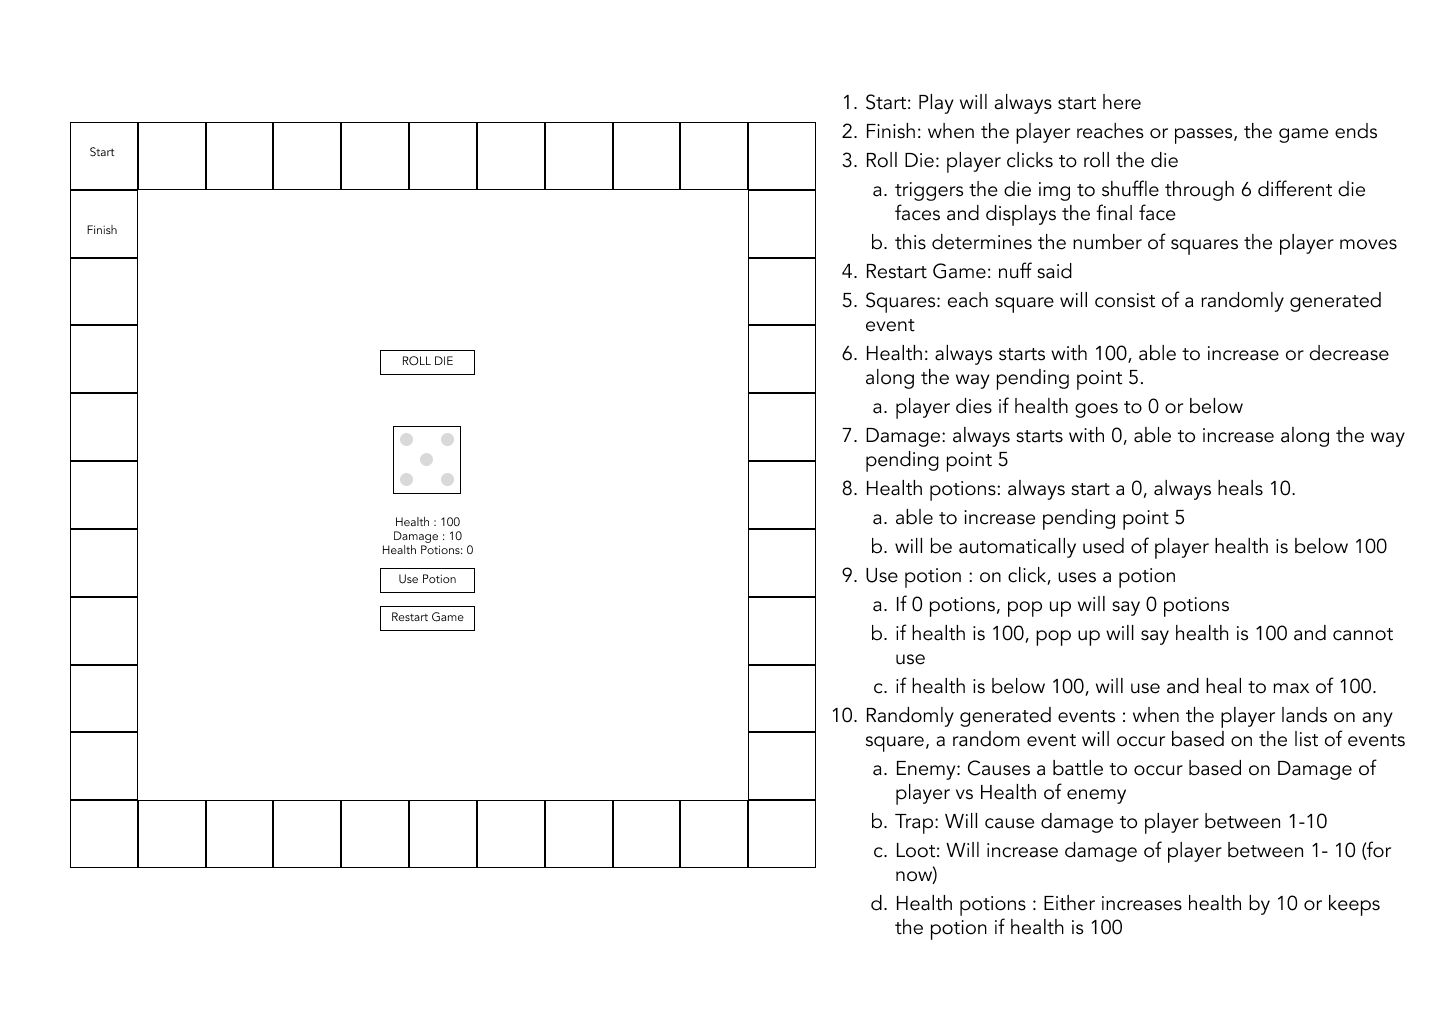 Start
Finish
ROLL DIE
Health : 100
Damage : 10
Health Potions: 0
Use Potion
Restart Game
1. Start: Play will always start here
2. Finish: when the player reaches or passes, the game ends
3. Roll Die: player clicks to roll the die
a. triggers the die img to shuffle through 6 different die
faces and displays the final face
b. this determines the number of squares the player moves
4. Restart Game: nuff said
5. Squares: each square will consist of a randomly generated
event
6. Health: always starts with 100, able to increase or decrease
along the way pending point 5.
a. player dies if health goes to 0 or below
7. Damage: always starts with 0, able to increase along the way
pending point 5
8. Health potions: always start a 0, always heals 10.
a. able to increase pending point 5
b. will be automatically used of player health is below 100
9. Use potion : on click, uses a potion
a. If 0 potions, pop up will say 0 potions
b. if health is 100, pop up will say health is 100 and cannot
use
c. if health is below 100, will use and heal to max of 100.
10. Randomly generated events : when the player lands on any
square, a random event will occur based on the list of events
a. Enemy: Causes a battle to occur based on Damage of
player vs Health of enemy
b. Trap: Will cause damage to player between 1-10
c. Loot: Will increase damage of player between 1- 10 (for
now)
d. Health potions : Either increases health by 10 or keeps
the potion if health is 100